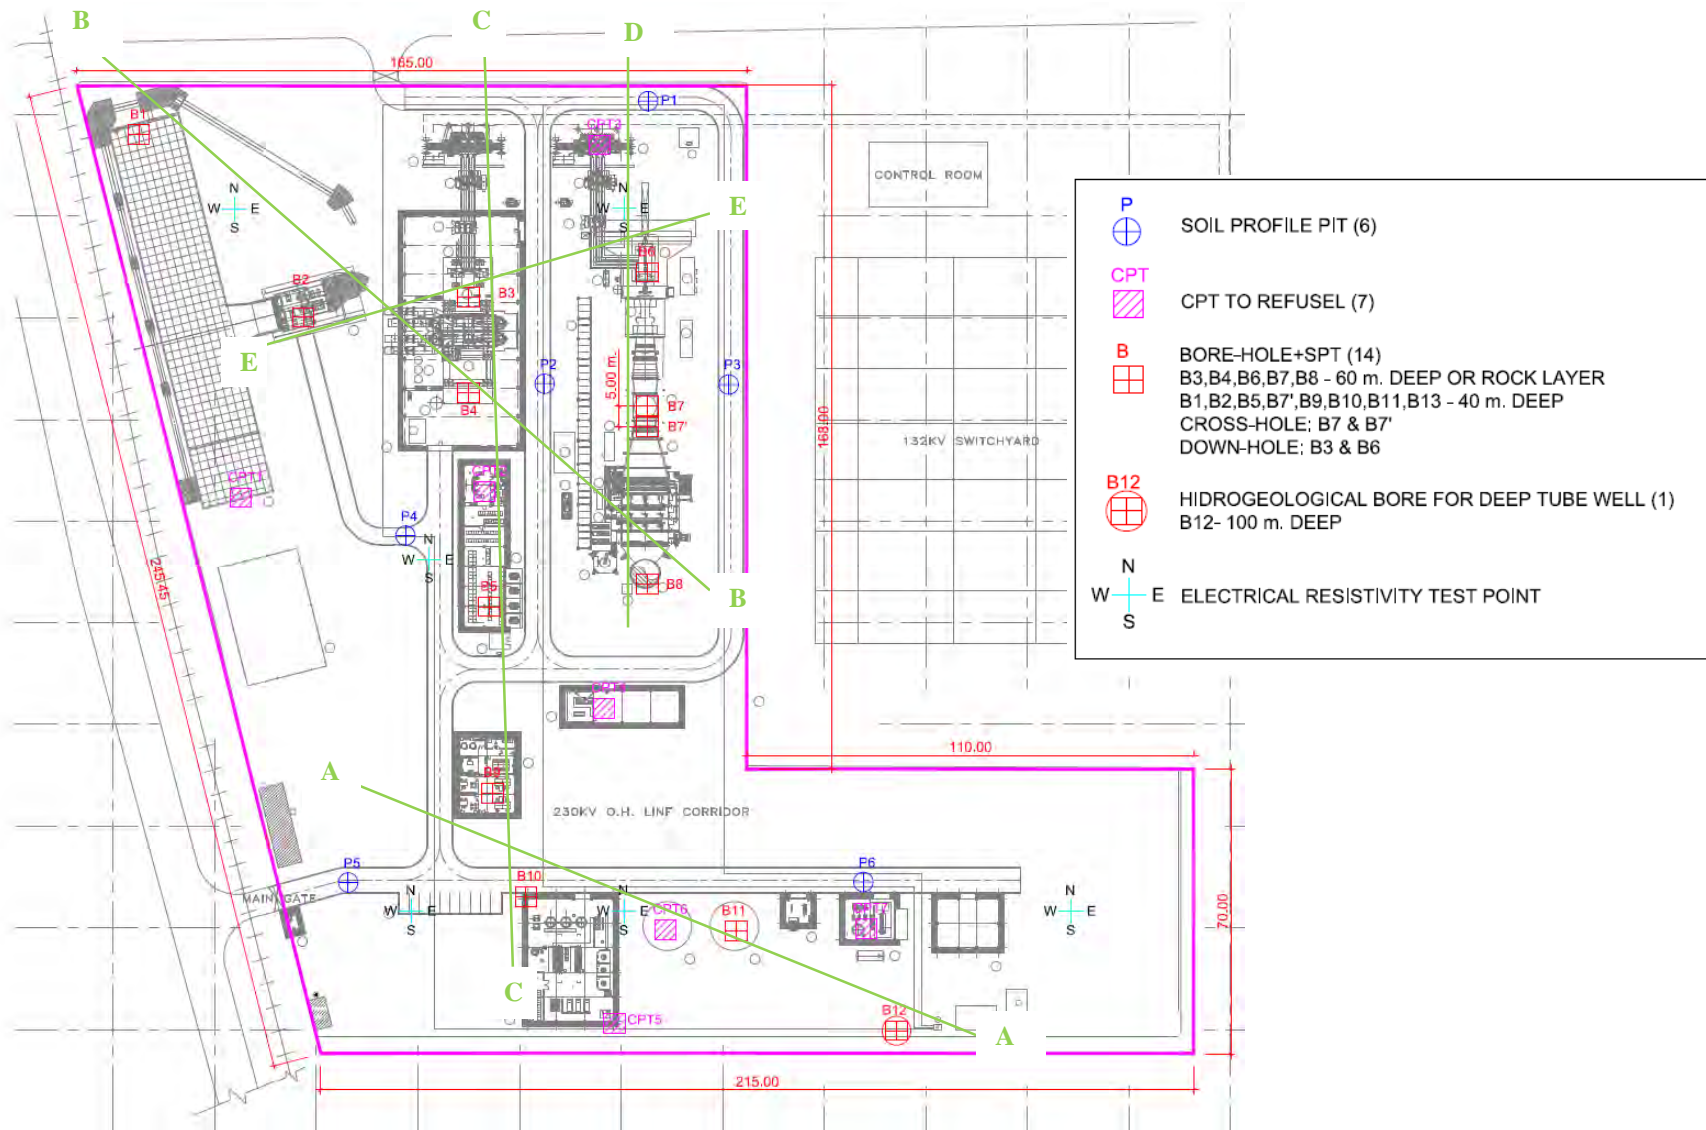 B
C
D
165.00
P1
B1
CPT3
CONTROL ROOM
N
W E
S
N
W E
S
E
B6
B2
B3
E
P2
P3
5.00 m.
B4
B7
B7'
168.00
132KV SWITCHYARD
CPT1
CPT2
P4
N
W E
S
245.45
B5
B8
B
CPT4
110.00
A
B9
230KV O.H. LINE CORRIDOR
P5
P6
MAIN GATE
N
W E
S
B10
N
W E
S
CPT6
B11
CPT7
N
W E
S
70.00
C
CPT5
B12
A
215.00
P
SOIL PROFILE PIT (6)
CPT
CPT TO REFUSEL (7)
B
BORE-HOLE+SPT (14)
B3,B4,B6,B7,B8 - 60 m. DEEP OR ROCK LAYER
B1,B2,B5,B7',B9,B10,B11,B13 - 40 m. DEEP
CROSS-HOLE; B7 & B7'
DOWN-HOLE; B3 & B6
B12
HIDROGEOLOGICAL BORE FOR DEEP TUBE WELL (1)
B12- 100 m. DEEP
N
W E
S
ELECTRICAL RESISTIVITY TEST POINT